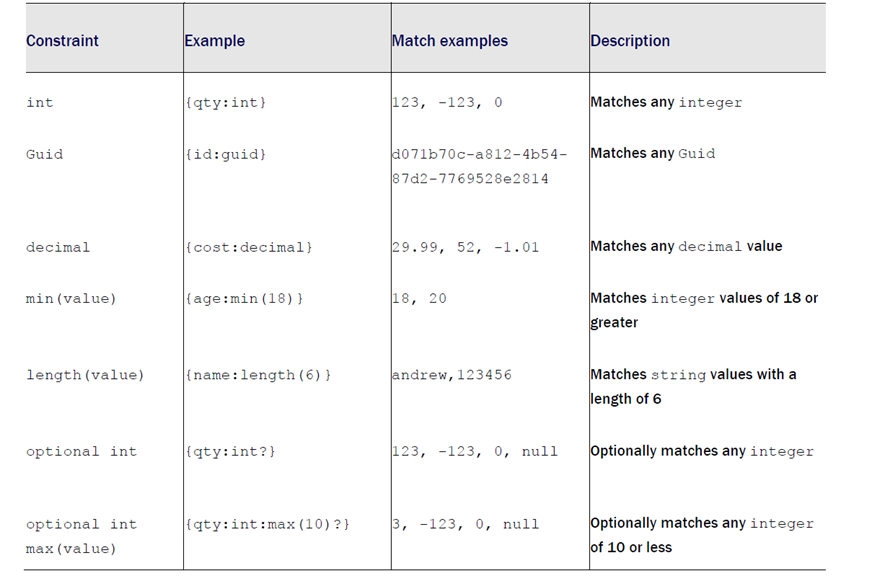 Constraint Example Match examples Description
int {qty:int} 123, -123, 0 Matches any integer
Guid {id:guid} d071b70c-a812-4b54- Matches any Guid
87d2-7769528e2814
decimal {cost:decimal} 29.99, 52, -1.01 Matches any decimal value
min(value) {age:min(18)} 18, 20 Matches integer values of 18 or
greater
length(value) {name:length(6)} andrew,123456 Matches string values with a
length of 6
optional int {qty:int?} 123, -123, 0, null Optionally matches any integer
optional int {qty:int:max(10)?} 3, -123, 0, null Optionally matches any integer
max(value) of 10 or less